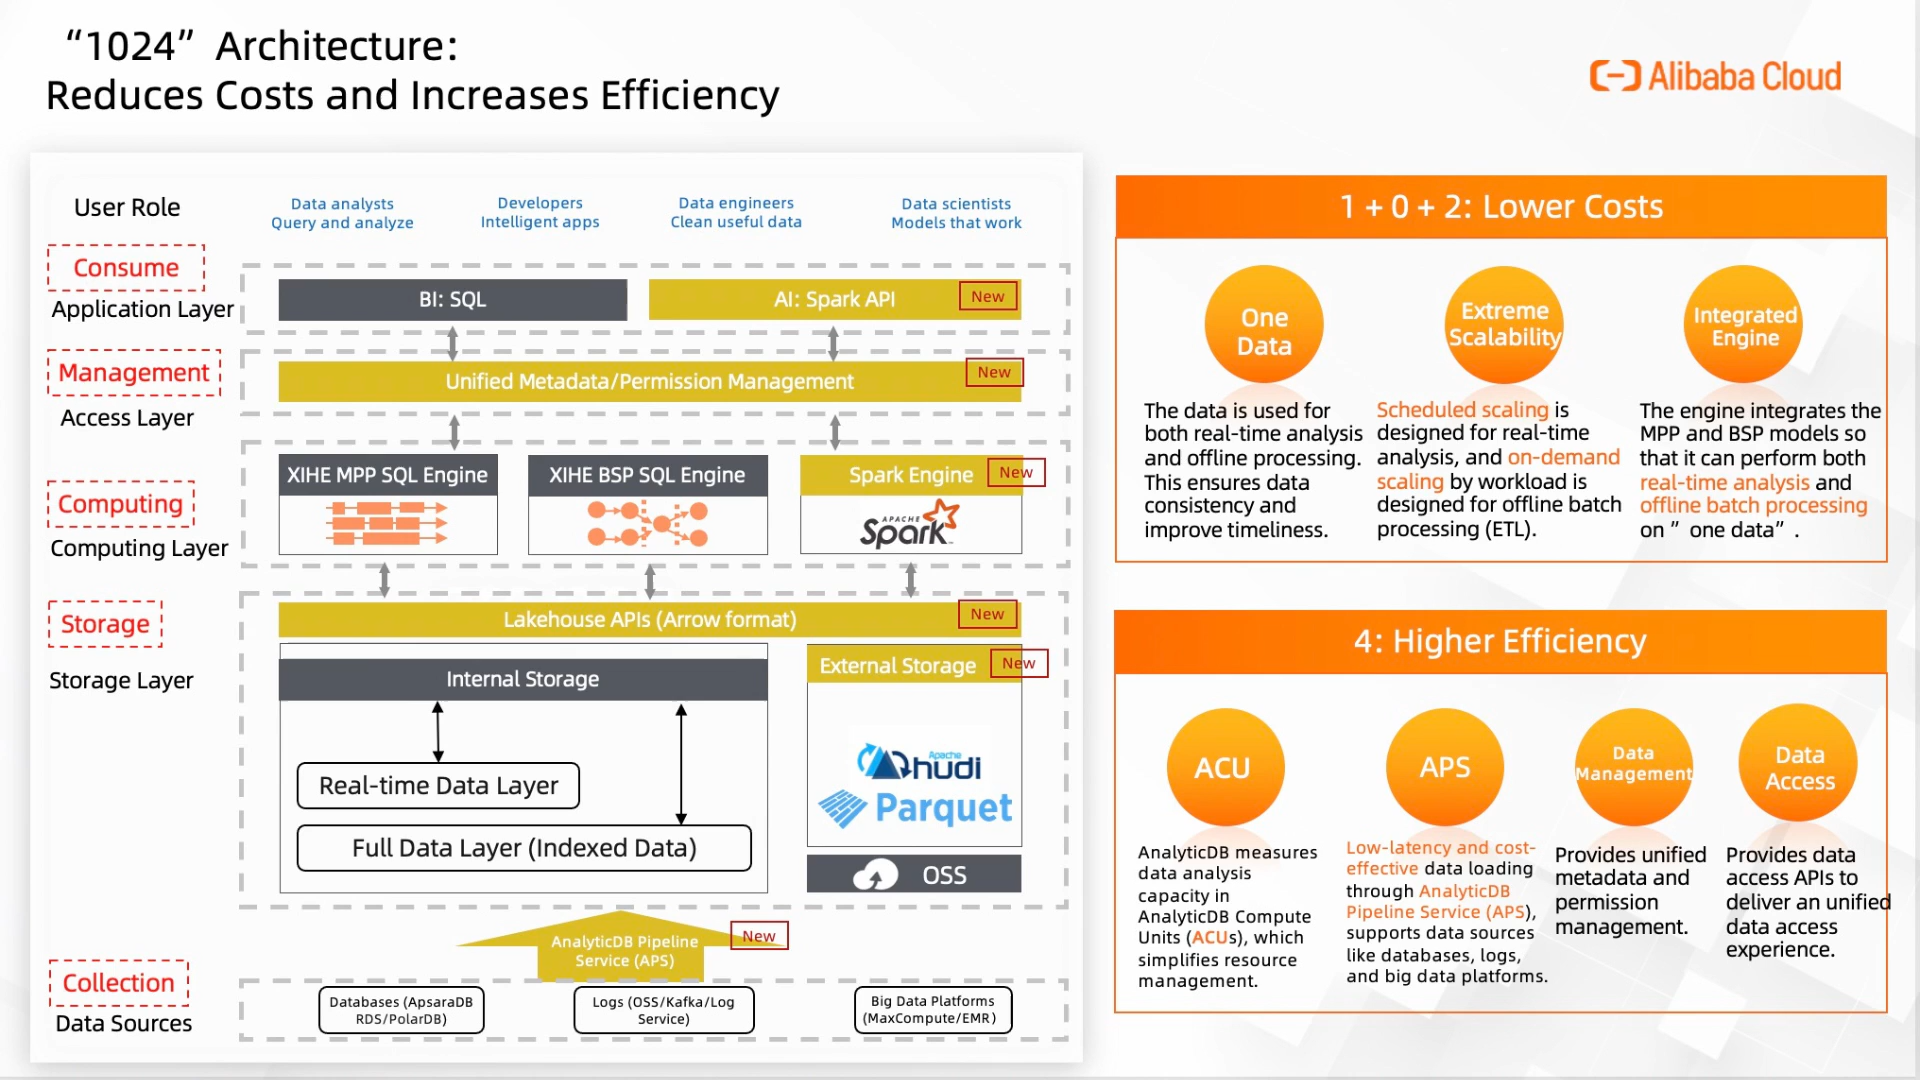 “1024” Architecture:
Reduces Costs and Increases Efficiency
Alibaba Cloud
User Role
Data analysts
Query and analyze
Developers
Intelligent apps
Data engineers
Clean useful data
Data scientists
Models that work
Consume
Application Layer
BI: SQL
AI: Spark API
New
Management
Access Layer
Unified Metadata/Permission Management
New
Computing
Computing Layer
XIHE MPP SQL Engine
XIHE BSP SQL Engine
Spark Engine
New
APACHE
Spark
Storage
Storage Layer
Lakehouse APIs (Arrow format)
New
Internal Storage
Real-time Data Layer
Full Data Layer (Indexed Data)
External Storage
New
Apache
hudi
Parquet
OSS
AnalyticDB Pipeline
Service (APS)
New
Collection
Data Sources
Databases (ApsaraDB
RDS/PolarDB)
Logs (OSS/Kafka/Log
Service)
Big Data Platforms
(MaxCompute/EMR)
1 + 0 + 2: Lower Costs
One
Data
The data is used for
both real-time analysis
and offline processing.
This ensures data
consistency and
improve timeliness.
Extreme
Scalability
Scheduled scaling is
designed for real-time
analysis, and on-demand
scaling by workload is
designed for offline batch
processing (ETL).
Integrated
Engine
The engine integrates the
MPP and BSP models so
that it can perform both
real-time analysis and
offline batch processing
on ” one data” .
4: Higher Efficiency
ACU
AnalyticDB measures
data analysis
capacity in
AnalyticDB Compute
Units (ACUs), which
simplifies resource
management.
APS
Low-latency and cost-
effective data loading
through AnalyticDB
Pipeline Service (APS),
supports data sources
like databases, logs,
and big data platforms.
Data
Management
Provides unified
metadata and
permission
management.
Data
Access
Provides data
access APIs to
deliver an unified
data access
experience.